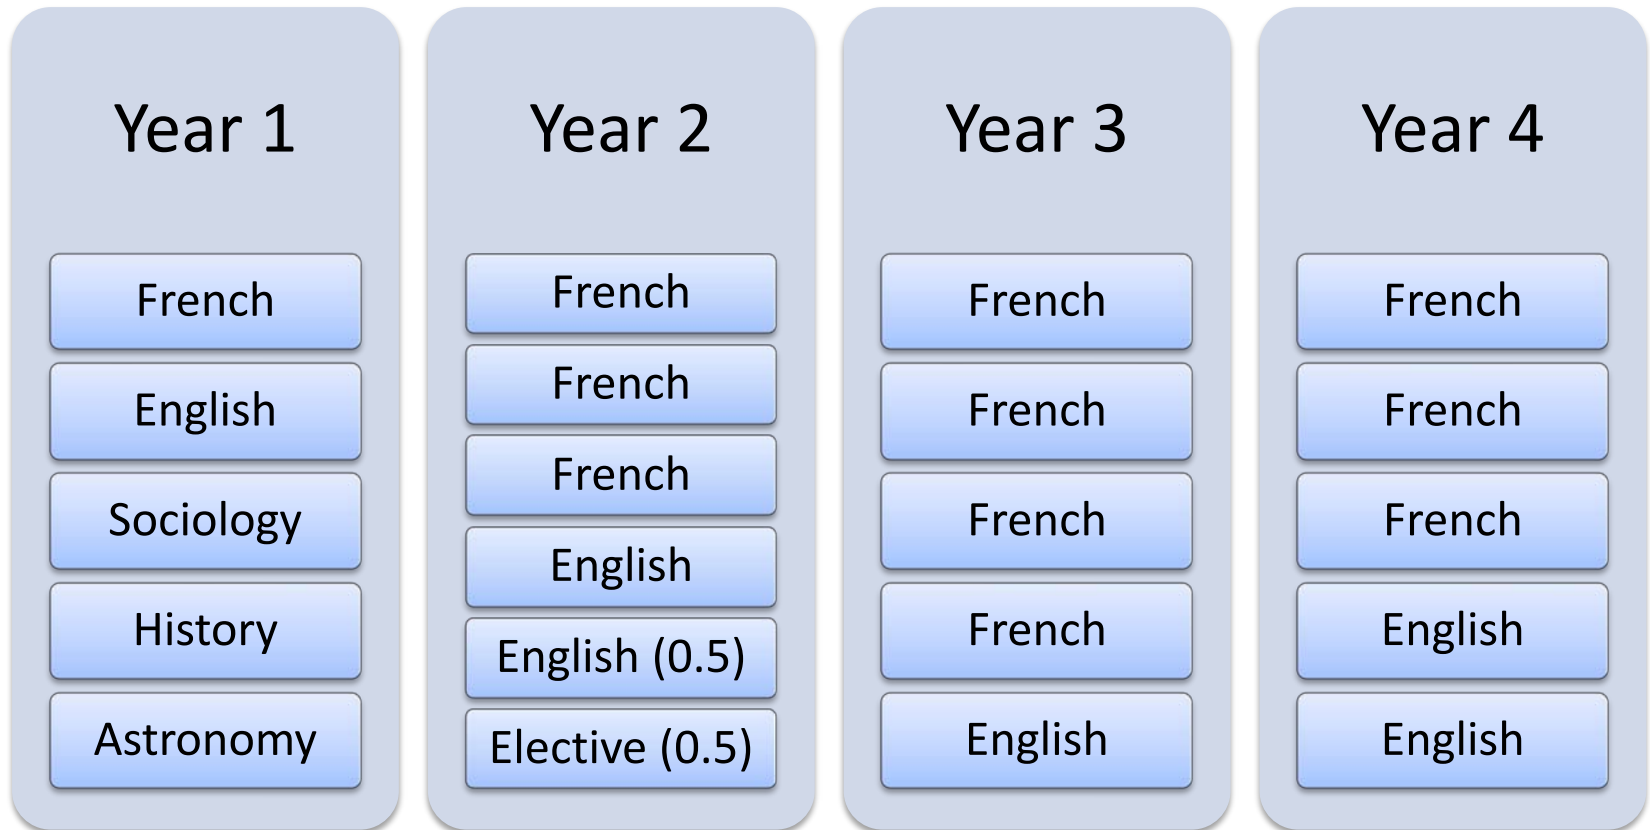 Year 1
French
English
Sociology
History
Astronomy
Year 2
French
French
French
English
English (0.5)
Elective (0.5)
Year 3
French
French
French
French
English
Year 4
French
French
French
English
English